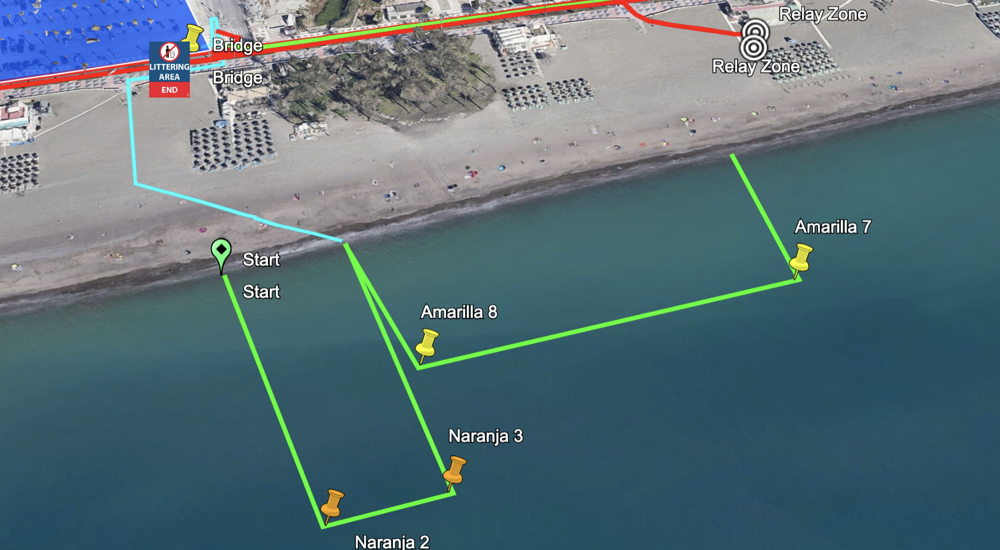 Relay Zone
Bridge
LITTERING
AREA
END
Relay Zone
Bridge
Amarilla 7
Start
Start
Amarilla 8
Naranja 3
Naranja 2